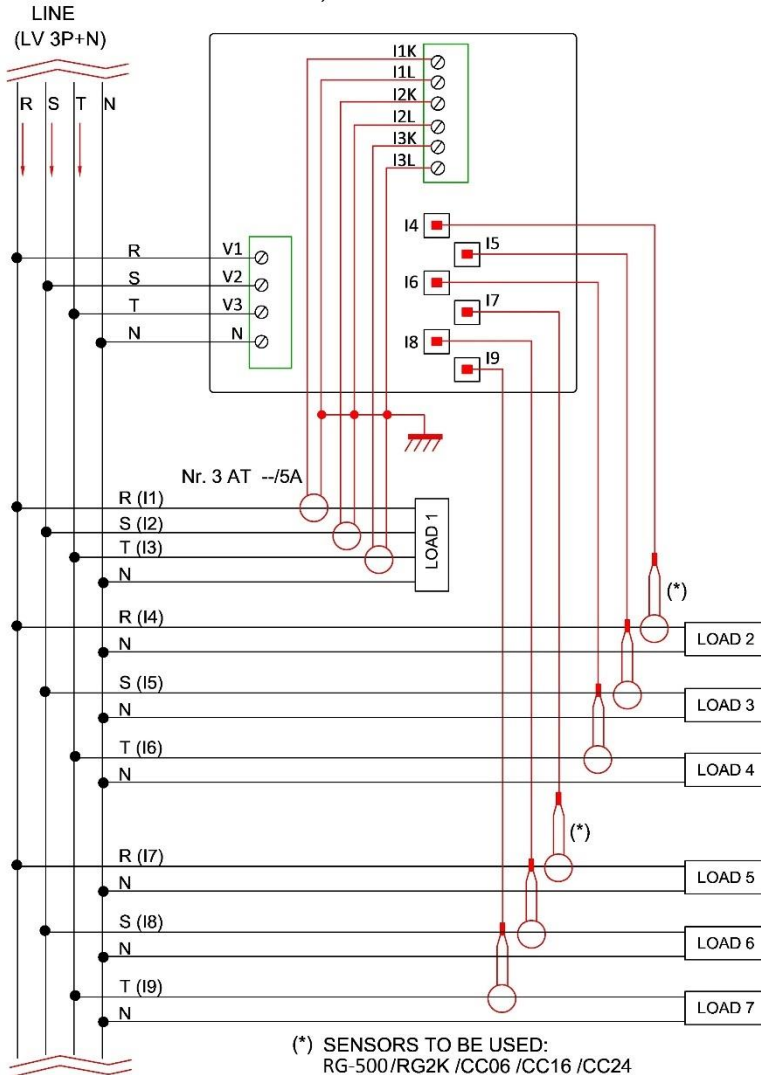 LINE
(LV 3P+N)
R S T N
I1K
I1L
I2K
I2L
I3K
I3L
I4
I5
I6
I7
I8
I9
R V1
S V2
T V3
N N
Nr. 3 AT --/5A
R (I1)
S (I2)
T (I3)
N
LOAD 1
(*)
R (I4)
N
LOAD 2
S (I5)
N
LOAD 3
T (I6)
N
LOAD 4
(*)
R (I7)
N
LOAD 5
S (I8)
N
LOAD 6
T (I9)
N
LOAD 7
(*) SENSORS TO BE USED:
RG-500/RG2K /CC06 /CC16 /CC24